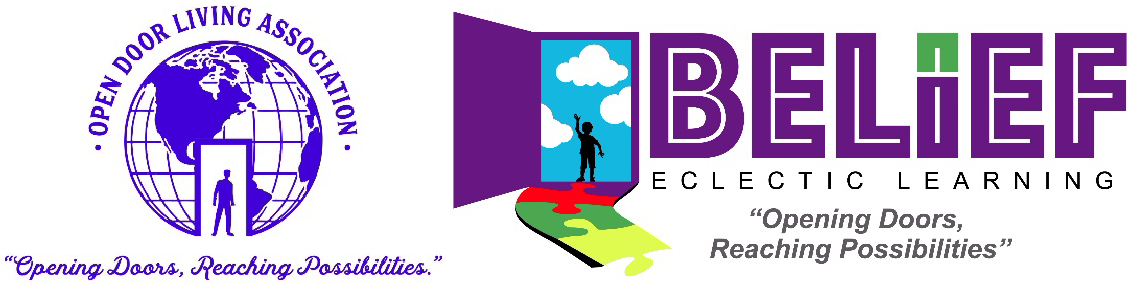 · OPEN DOOR LIVING ASSOCIATION ·
“Opening Doors, Reaching Possibilities.”
BELiEF
ECLECTIC LEARNING
“Opening Doors,
Reaching Possibilities”